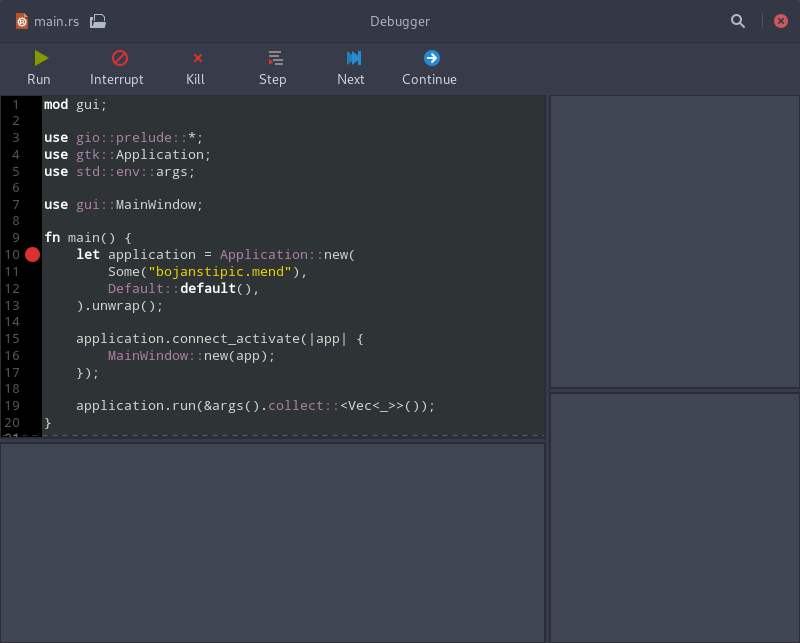 main.rs Debugger
Run Interrupt Kill Step Next Continue
1 mod gui;
2
3 use gio::prelude::*;
4 use gtk::Application;
5 use std::env::args;
6
7 use gui::MainWindow;
8
9 fn main() {
10     let application = Application::new(
11         Some("bojanstipic.mend"),
12         Default::default(),
13     ).unwrap();
14
15     application.connect_activate(|app| {
16         MainWindow::new(app);
17     });
18
19     application.run(&args().collect::<Vec<_>>());
20 }
21